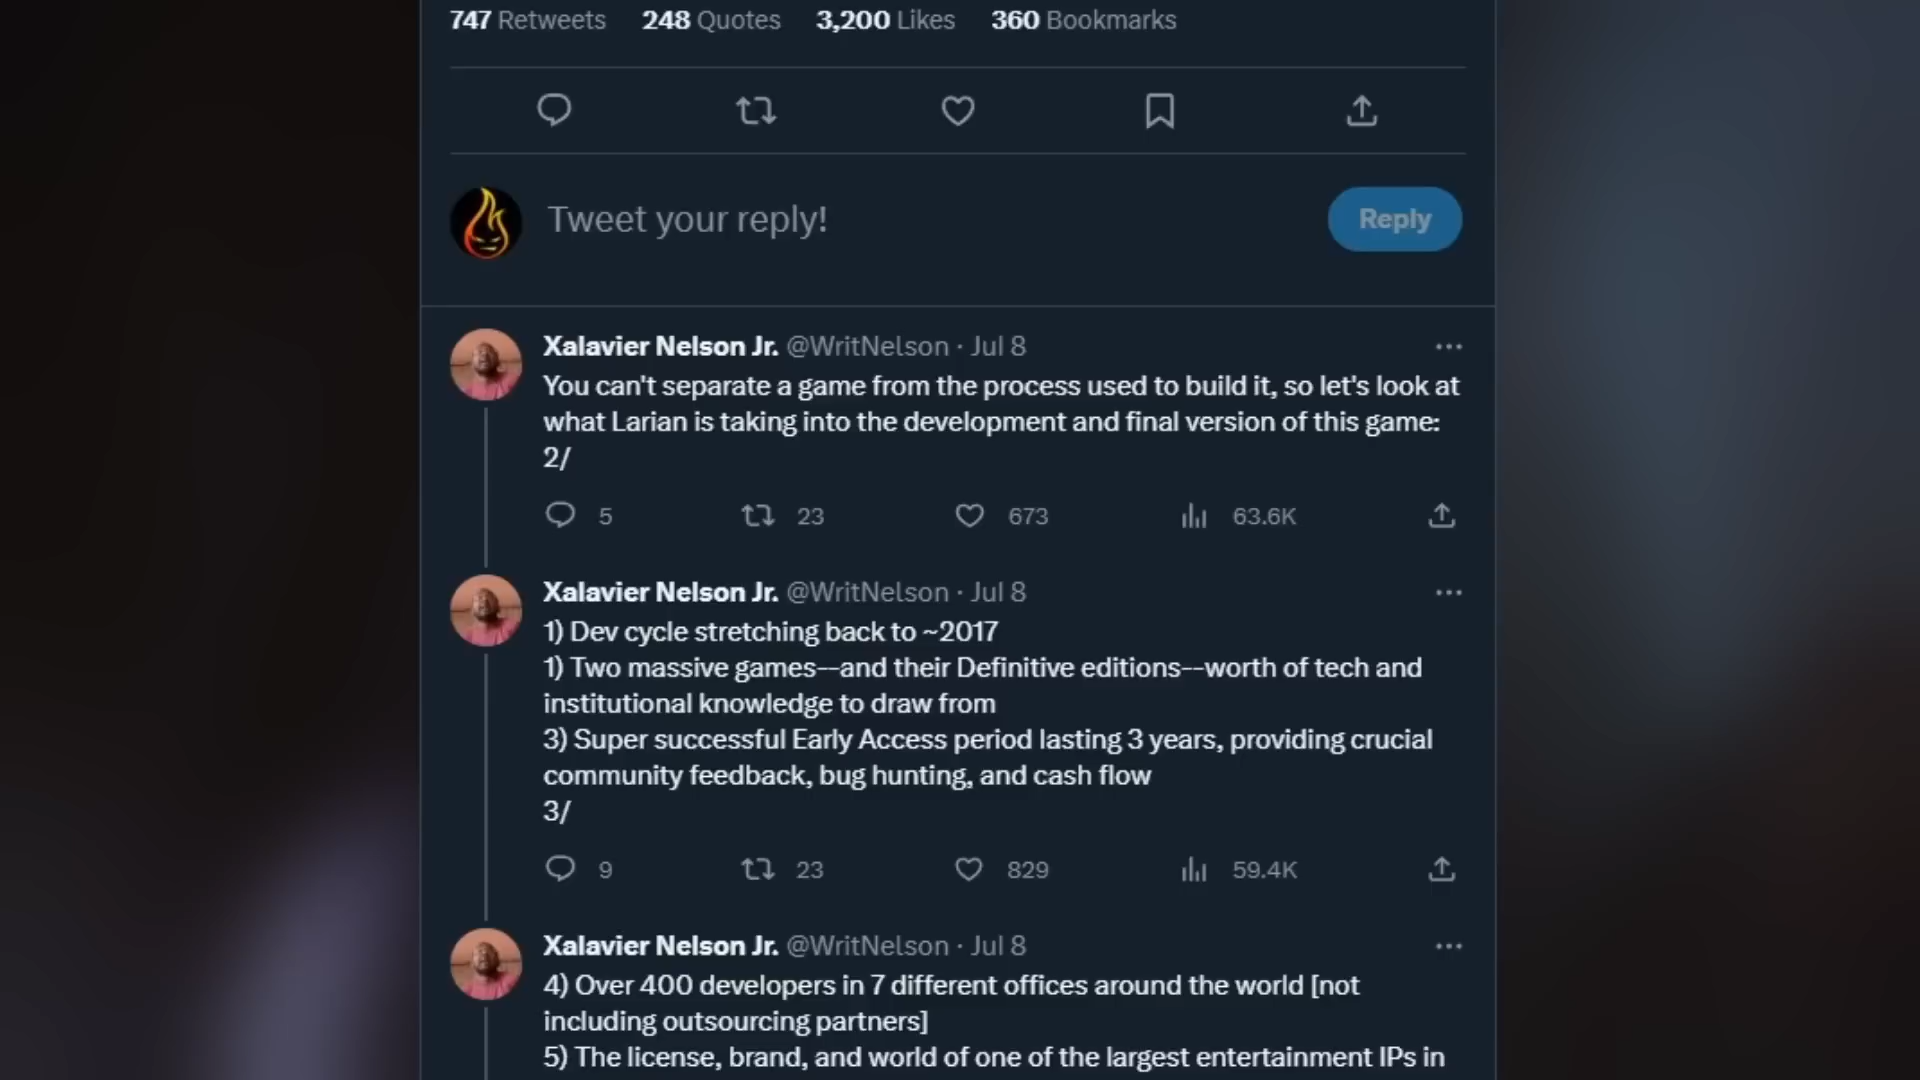 747 Retweets 248 Quotes 3,200 Likes 360 Bookmarks
Tweet your reply!
Reply
Xalavier Nelson Jr. @WritNelson · Jul 8
You can't separate a game from the process used to build it, so let's look at
what Larian is taking into the development and final version of this game:
2/
5 23 673 63.6K
Xalavier Nelson Jr. @WritNelson · Jul 8
1) Dev cycle stretching back to ~2017
1) Two massive games--and their Definitive editions--worth of tech and
institutional knowledge to draw from
3) Super successful Early Access period lasting 3 years, providing crucial
community feedback, bug hunting, and cash flow
3/
9 23 829 59.4K
Xalavier Nelson Jr. @WritNelson · Jul 8
4) Over 400 developers in 7 different offices around the world [not
including outsourcing partners]
5) The license, brand, and world of one of the largest entertainment IPs in